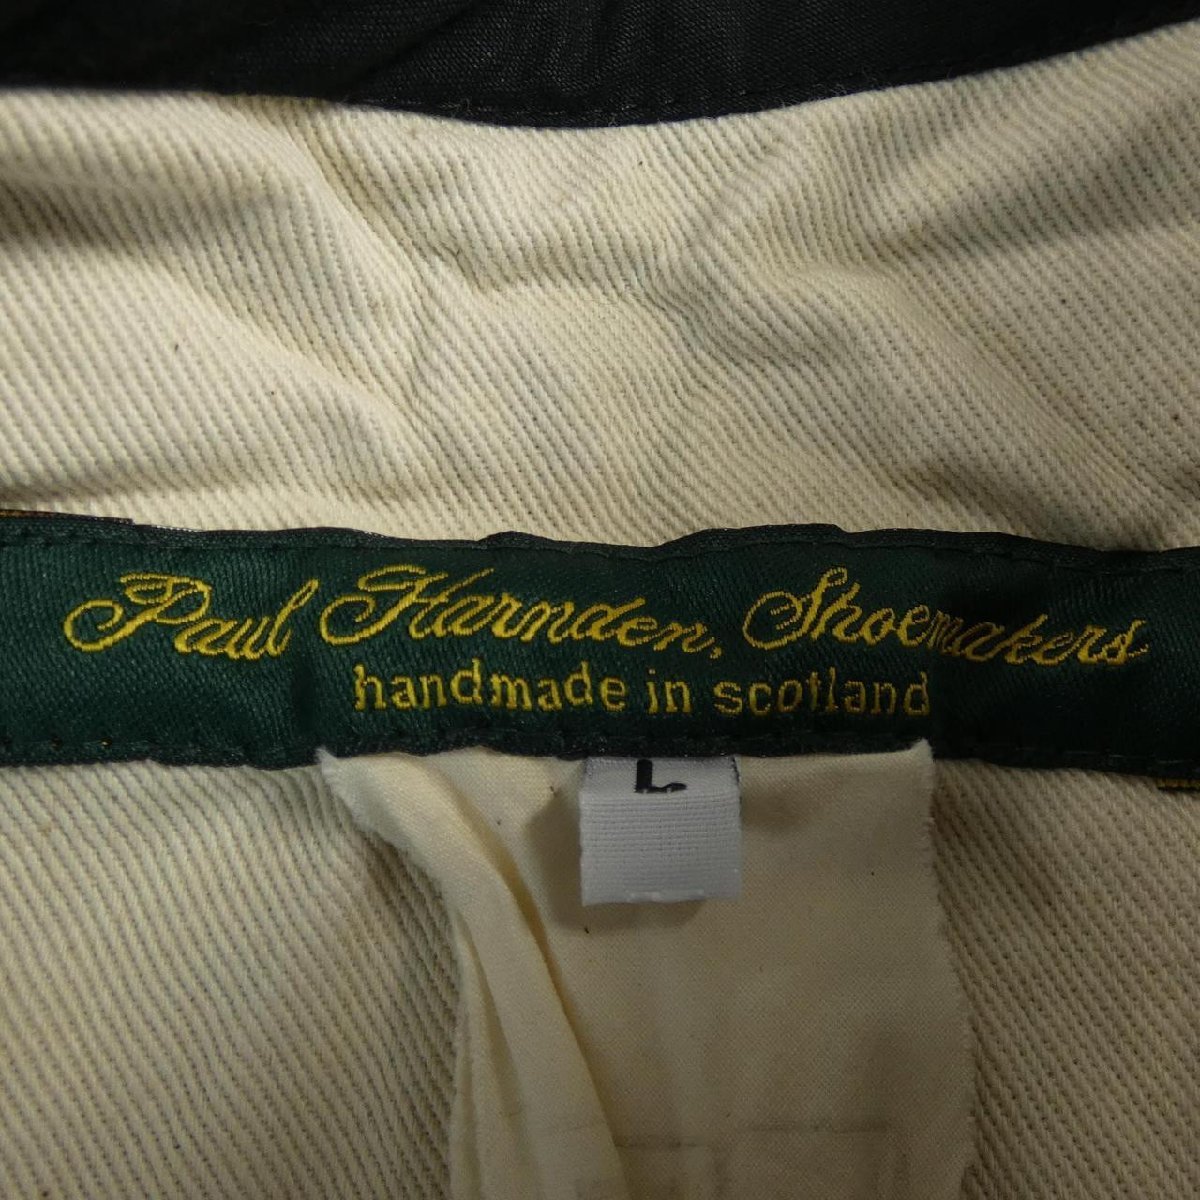 Paul Harnden, Shoemakers
handmade in scotland
L